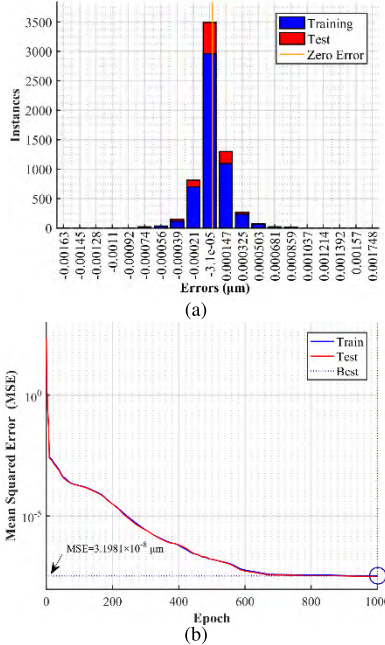 3500
3000
2500
2000
1500
1000
500
0
Instances
Training
Test
Zero Error
-0.00163
-0.00145
-0.00128
-0.0011
-0.00092
-0.00074
-0.00056
-0.00039
-0.00021
-3.1e-05
0.000147
0.000325
0.000503
0.000681
0.000859
0.001037
0.001214
0.001392
0.00157
0.001748
Errors (μm)
(a)
Mean Squared Error (MSE)
10⁰
10⁻⁵
Train
Test
Best
MSE=3.1981×10⁻⁸ μm
0 200 400 600 800 1000
Epoch
(b)